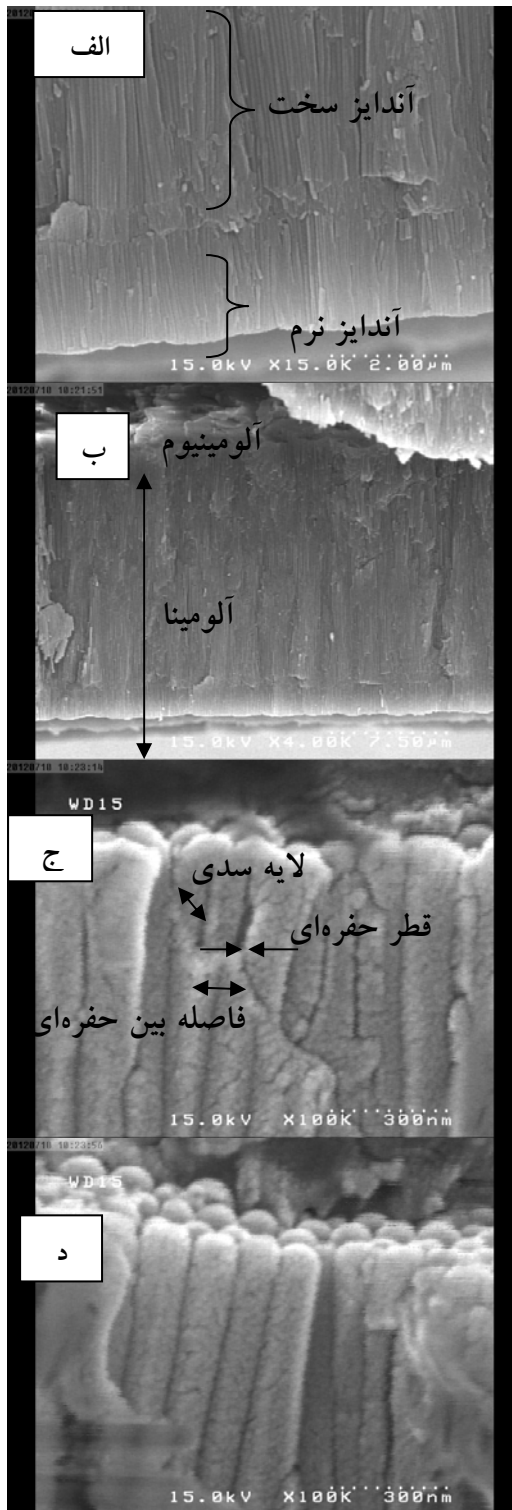 الف
آندایز سخت
آندایز نرم
15.0kV X15.0K 2.00µm
ب
آلومینیوم
آلومینا
15.0kV X4.00K 7.50µm
WD15
ج
لایه سدی
قطر حفره‌ای
فاصله بین حفره‌ای
15.0kV X100K 300nm
WD15
د
15.0kV X100K 300nm